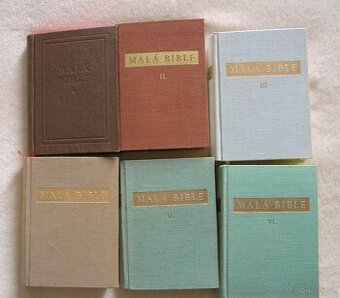 MALÁ
BIBLE
I.
MALÁ BIBLE
II.
MALÁ BIBLE
III.
MALÁ BIBLE
MALÁ BIBLE
V.
MALÁ BIBLE
VI.